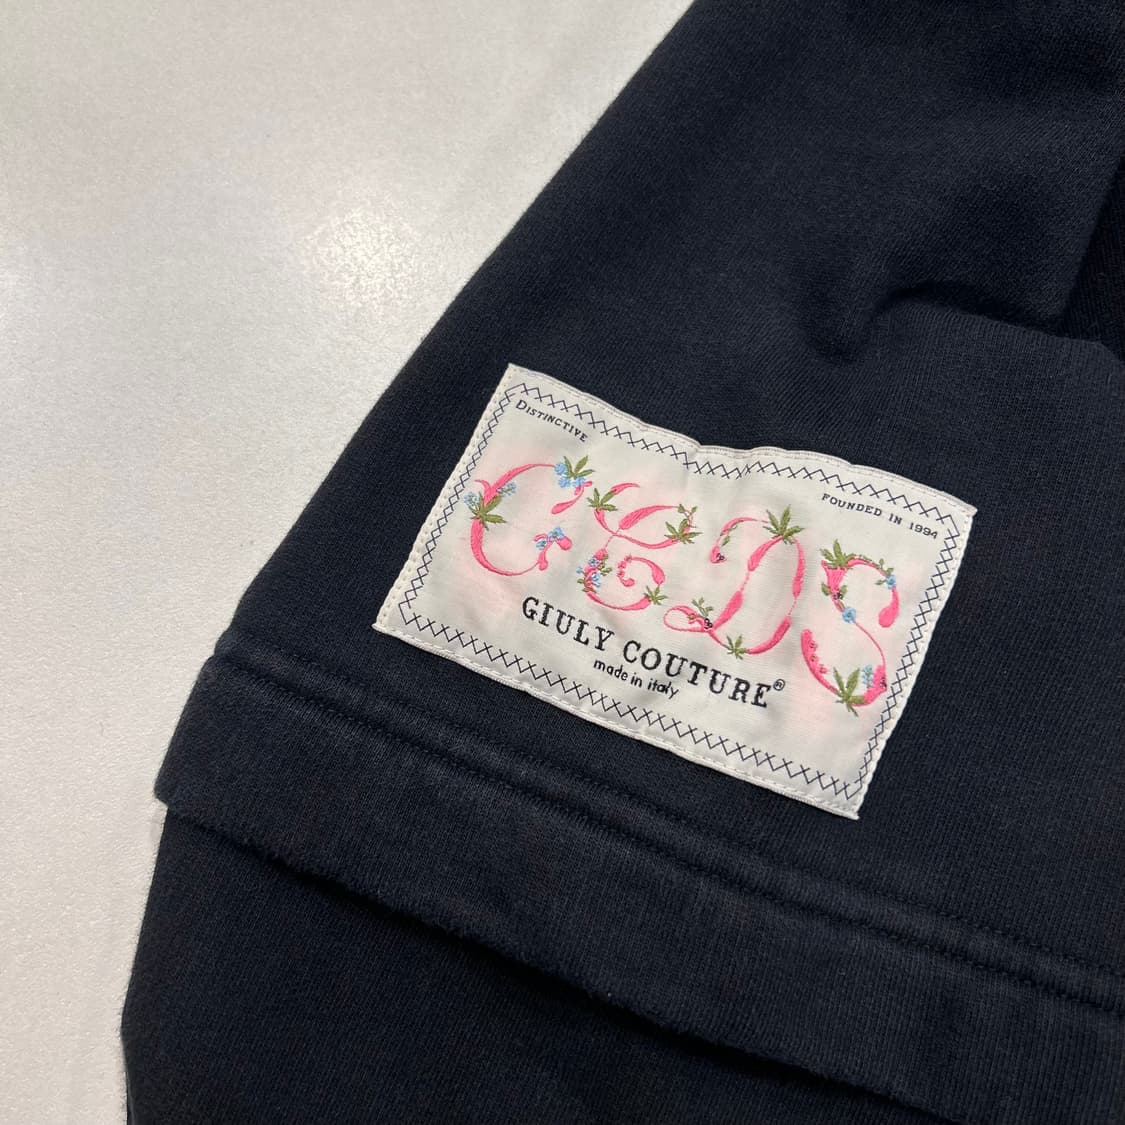 DISTINCTIVE
FOUNDED IN 1994
GCDS
GIULY COUTURE®
made in italy